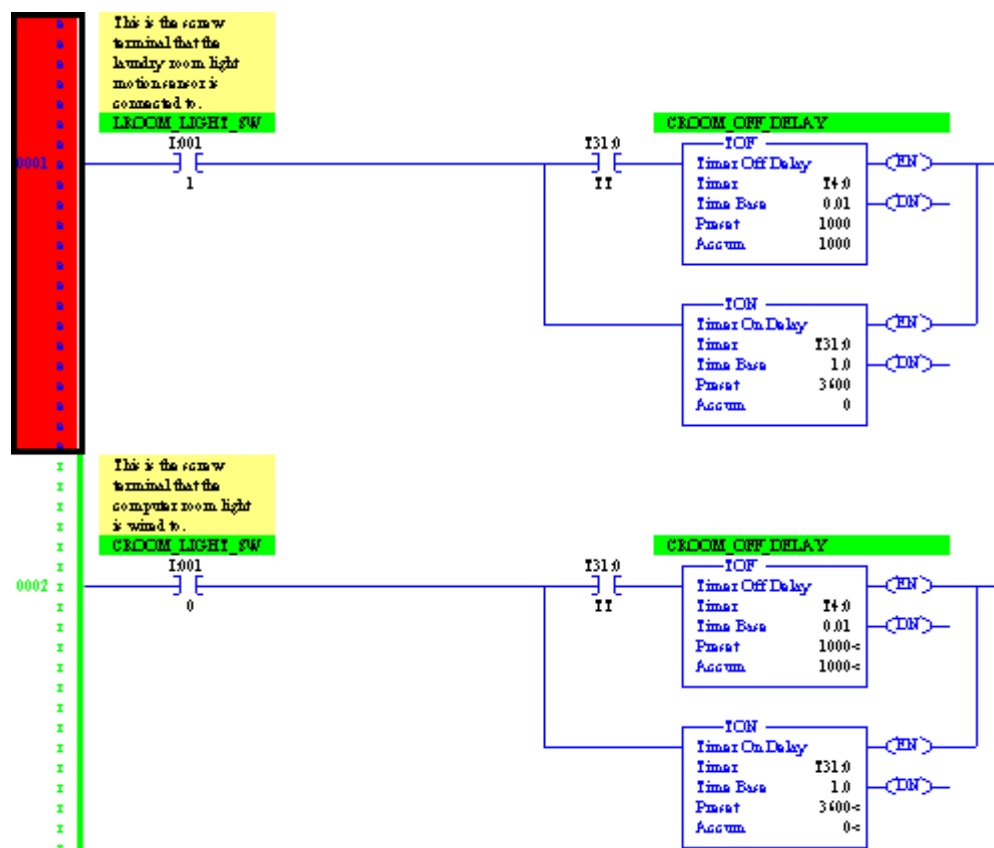 This is the screw
terminal that the
laundry room light
motion sensor is
connected to.
LROOM_LIGHT_SW
I:001
1
0001
T31:0
TT
CROOM_OFF_DELAY
TOF
Timer Off Delay
Timer T4:0
Time Base 0.01
Preset 1000
Accum 1000
EN
DN
TON
Timer On Delay
Timer T31:0
Time Base 1.0
Preset 3600
Accum 0
EN
DN
This is the screw
terminal that the
computer room light
is wired to.
CROOM_LIGHT_SW
I:001
0
0002
T31:0
TT
CROOM_OFF_DELAY
TOF
Timer Off Delay
Timer T4:0
Time Base 0.01
Preset 1000<
Accum 1000<
EN
DN
TON
Timer On Delay
Timer T31:0
Time Base 1.0
Preset 3600<
Accum 0<
EN
DN